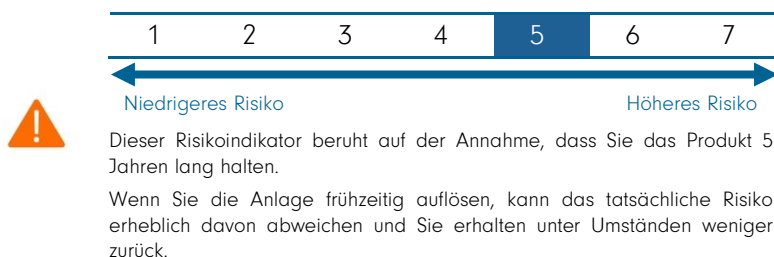 1 2 3 4 5 6 7
Niedrigeres Risiko Höheres Risiko
Dieser Risikoindikator beruht auf der Annahme, dass Sie das Produkt 5
Jahren lang halten.
Wenn Sie die Anlage frühzeitig auflösen, kann das tatsächliche Risiko
erheblich davon abweichen und Sie erhalten unter Umständen weniger
zurück.